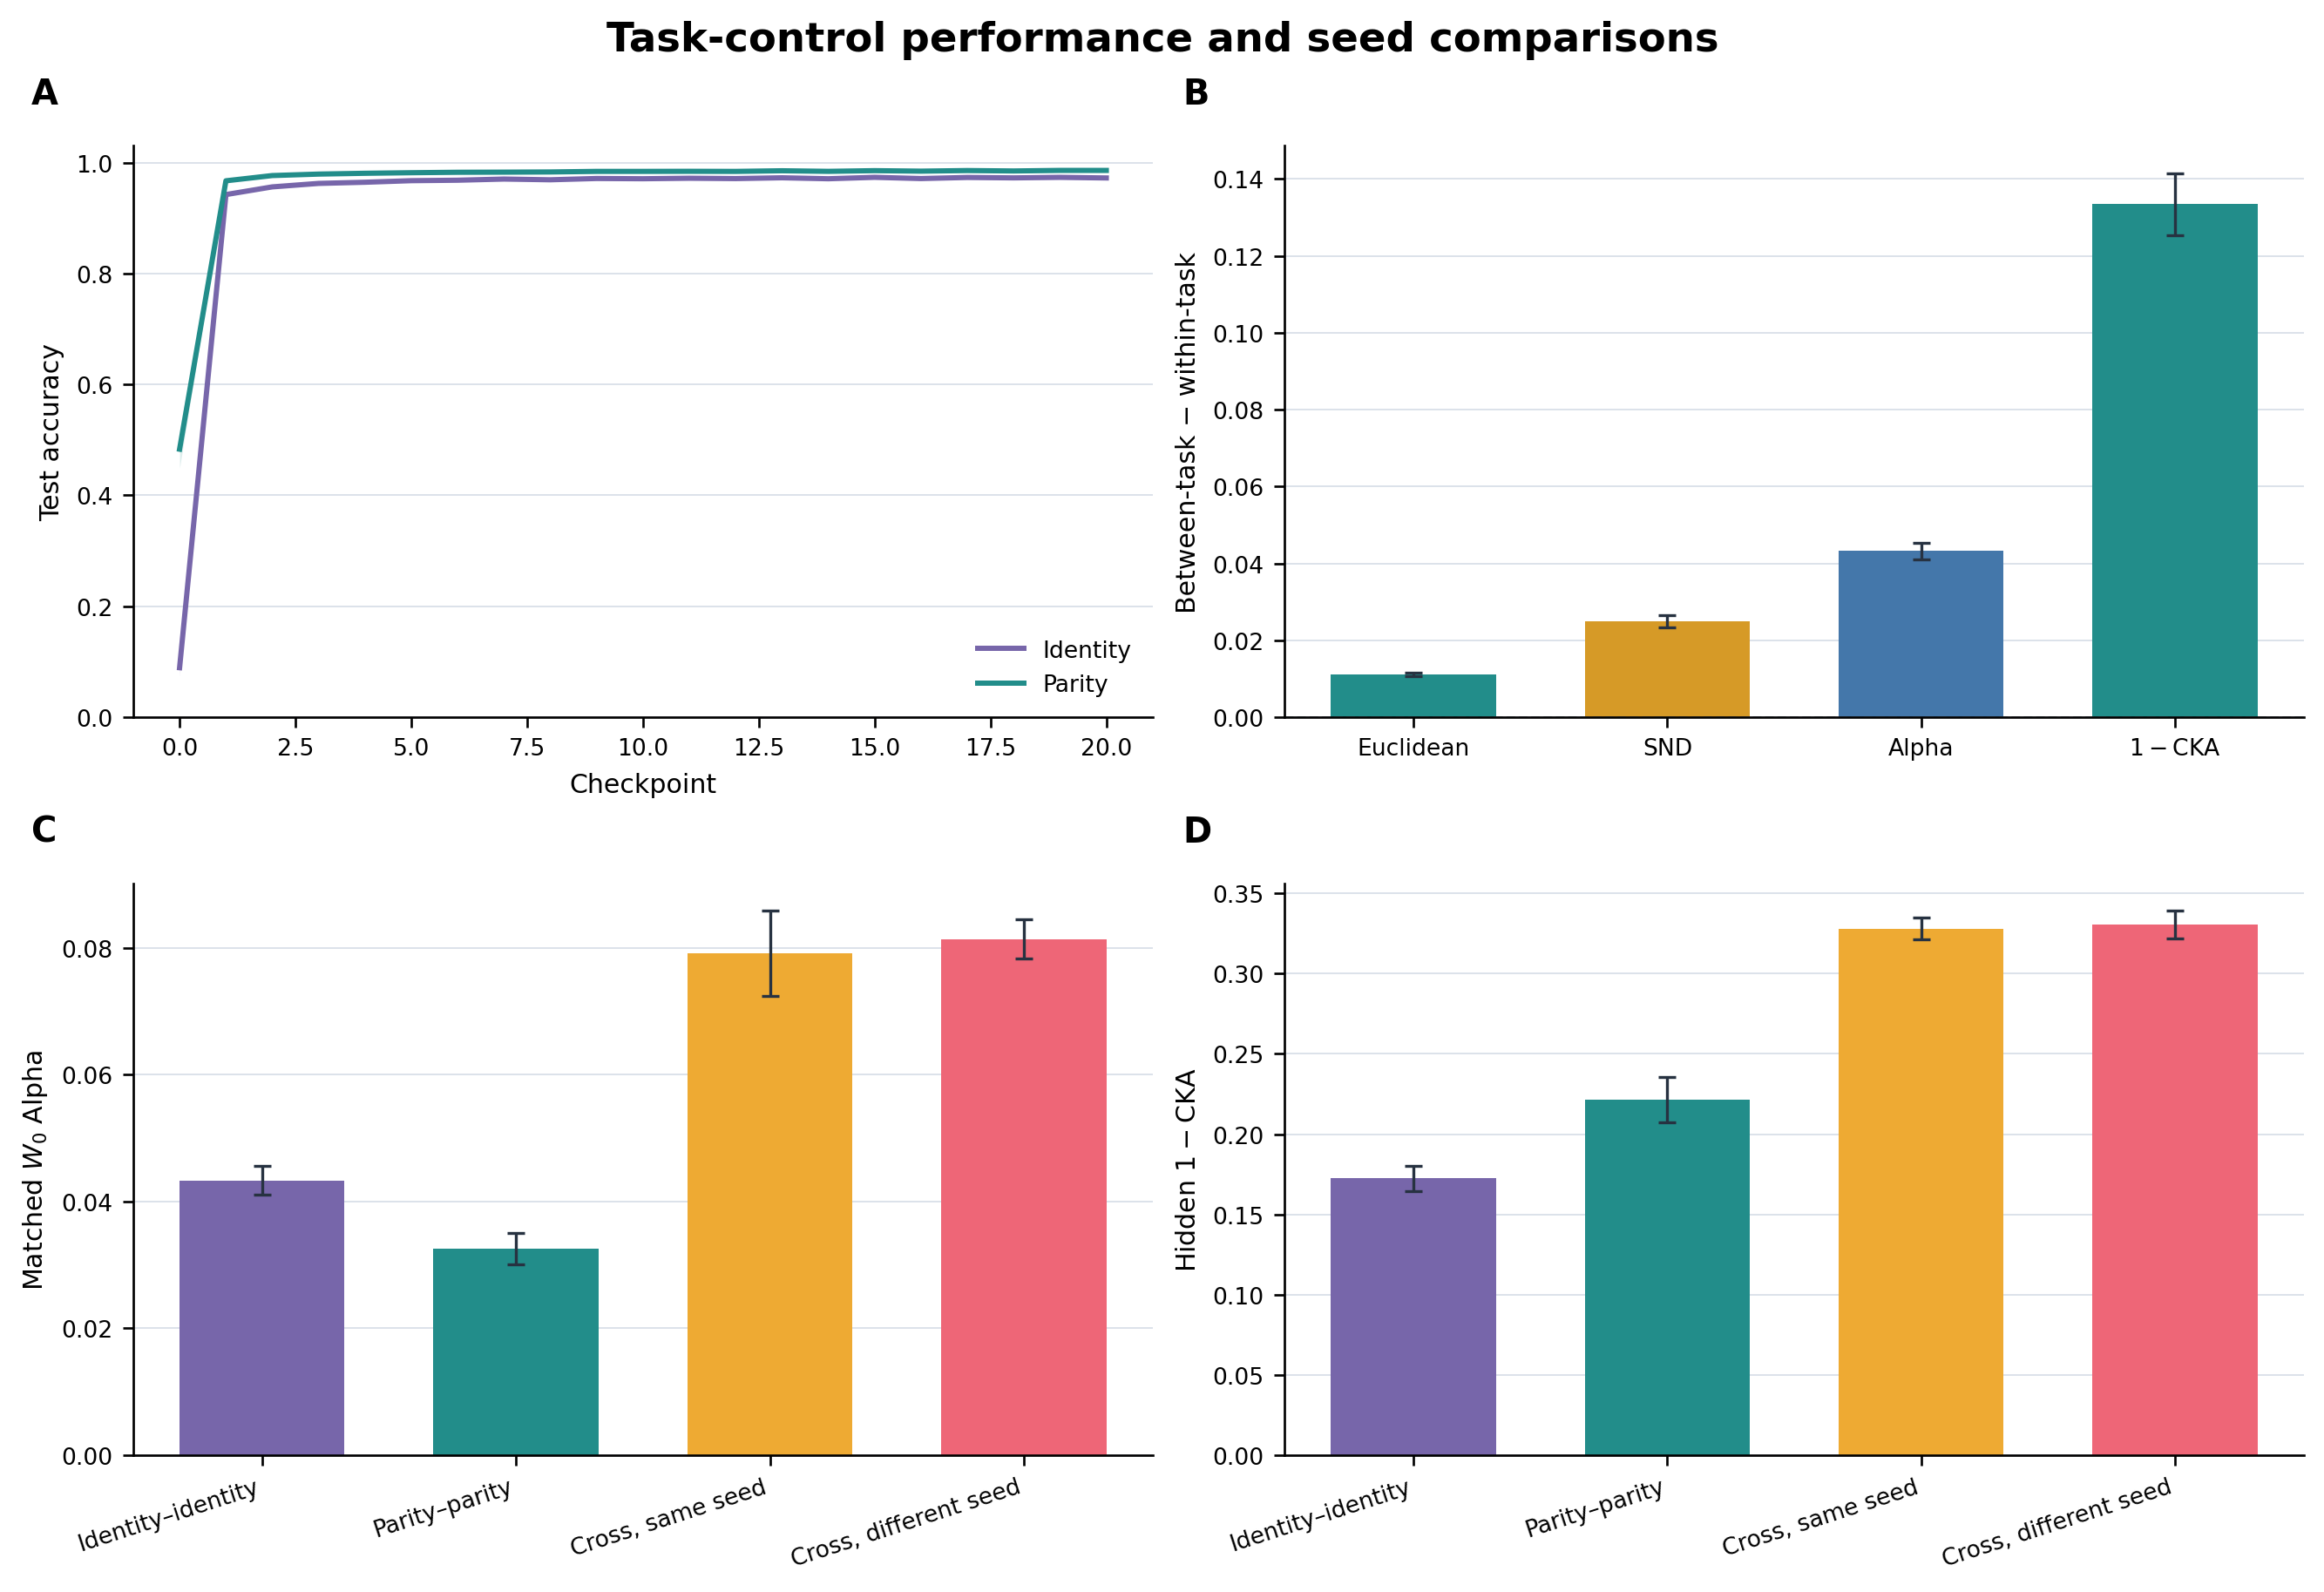 Task-control performance and seed comparisons
A
Test accuracy
1.0
0.8
0.6
0.4
0.2
0.0
Identity
Parity
0.0 2.5 5.0 7.5 10.0 12.5 15.0 17.5 20.0
Checkpoint
B
Between-task − within-task
0.14
0.12
0.10
0.08
0.06
0.04
0.02
0.00
Euclidean SND Alpha 1 − CKA
C
Matched W₀ Alpha
0.08
0.06
0.04
0.02
0.00
Identity–identity Parity–parity Cross, same seed Cross, different seed
D
Hidden 1 − CKA
0.35
0.30
0.25
0.20
0.15
0.10
0.05
0.00
Identity–identity Parity–parity Cross, same seed Cross, different seed